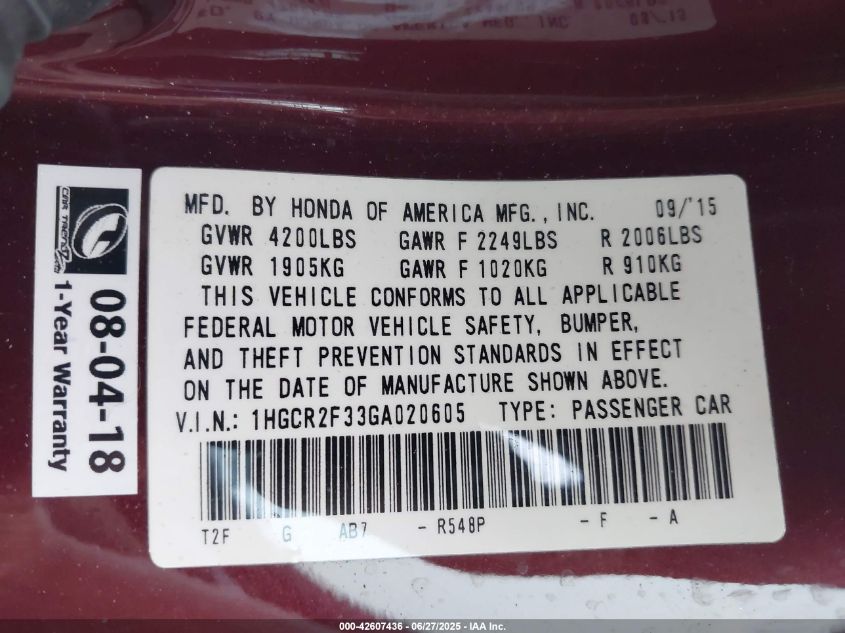 MFD. BY HONDA OF AMERICA MFG., INC. 09/'15
GVWR 4200LBS GAWR F 2249LBS R 2006LBS
GVWR 1905KG GAWR F 1020KG R 910KG
THIS VEHICLE CONFORMS TO ALL APPLICABLE
FEDERAL MOTOR VEHICLE SAFETY, BUMPER,
AND THEFT PREVENTION STANDARDS IN EFFECT
ON THE DATE OF MANUFACTURE SHOWN ABOVE.
V.I.N.: 1HGCR2F33GA020605 TYPE: PASSENGER CAR
T2F G AB7 - R548P - F - A
CAR TREND
08-04-18
1-Year Warranty
000-42607436 - 06/27/2025 - IAA Inc.